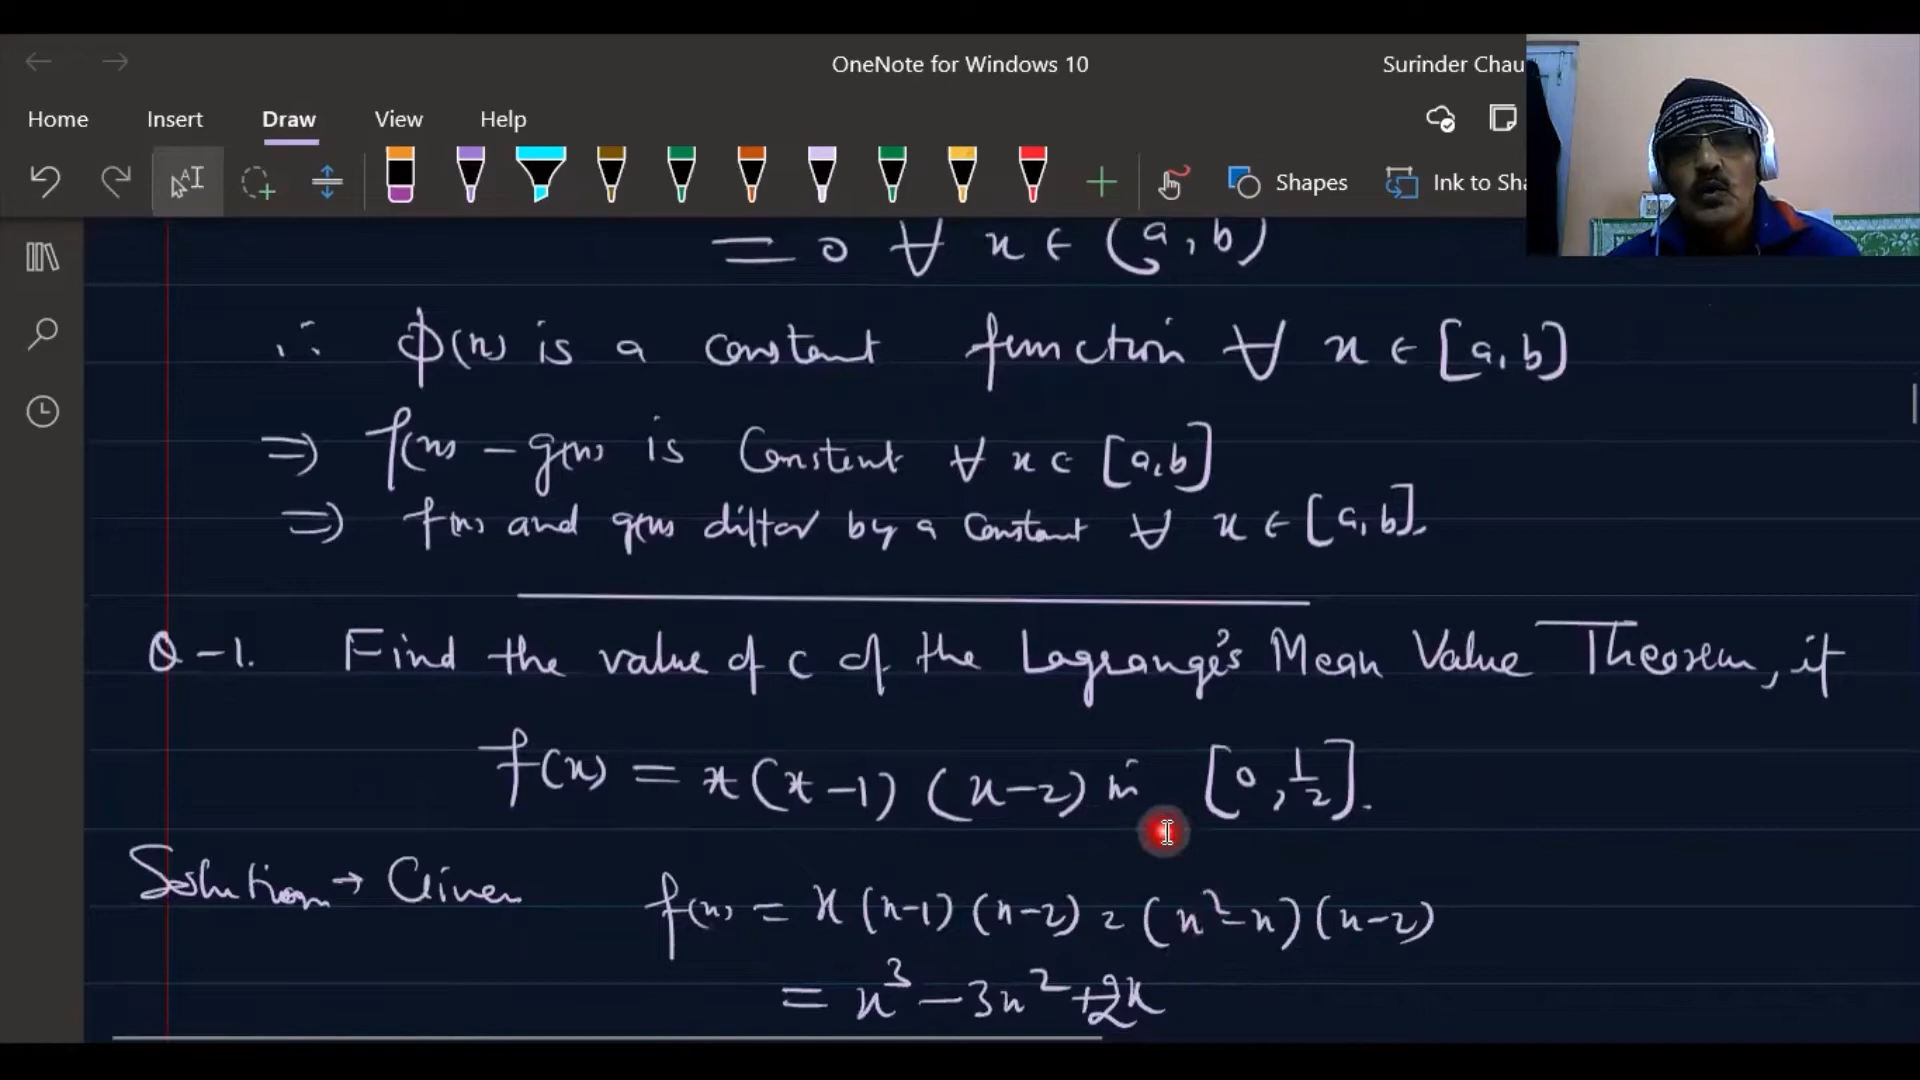 OneNote for Windows 10
Surinder Chau
Home Insert Draw View Help
Shapes
Ink to Sha
= 0 ∀ x ∈ (a, b)
∴ ϕ(x) is a constant function ∀ x ∈ [a, b]
⇒ f(x) − g(x) is Constant ∀ x ∈ [a, b]
⇒ f(x) and g(x) differ by a Constant ∀ x ∈ [a, b].
Q-1. Find the value of c of the Lagrange's Mean Value Theorem, if
f(x) = x(x−1)(x−2) in [0, 1/2].
Solution → Given f(x) = x(x−1)(x−2) = (x²−x)(x−2)
= x³ − 3x² + 2x